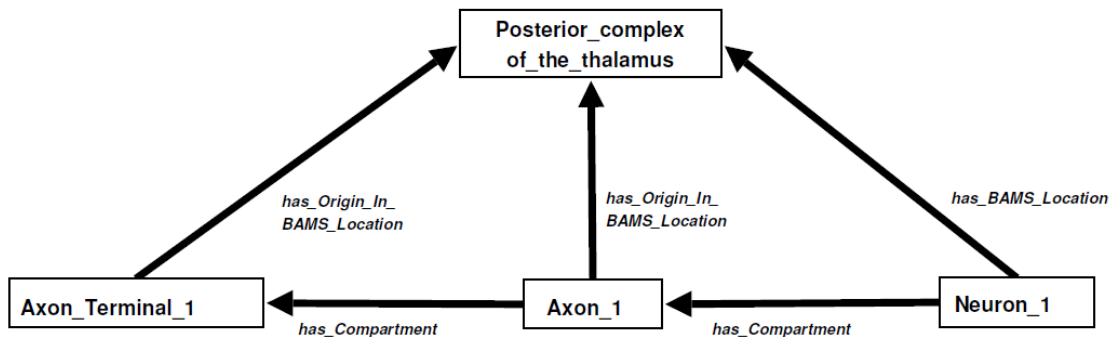 Posterior_complex
of_the_thalamus
has_Origin_In_
BAMS_Location
has_Origin_In_
BAMS_Location
has_BAMS_Location
Axon_Terminal_1
has_Compartment
Axon_1
has_Compartment
Neuron_1